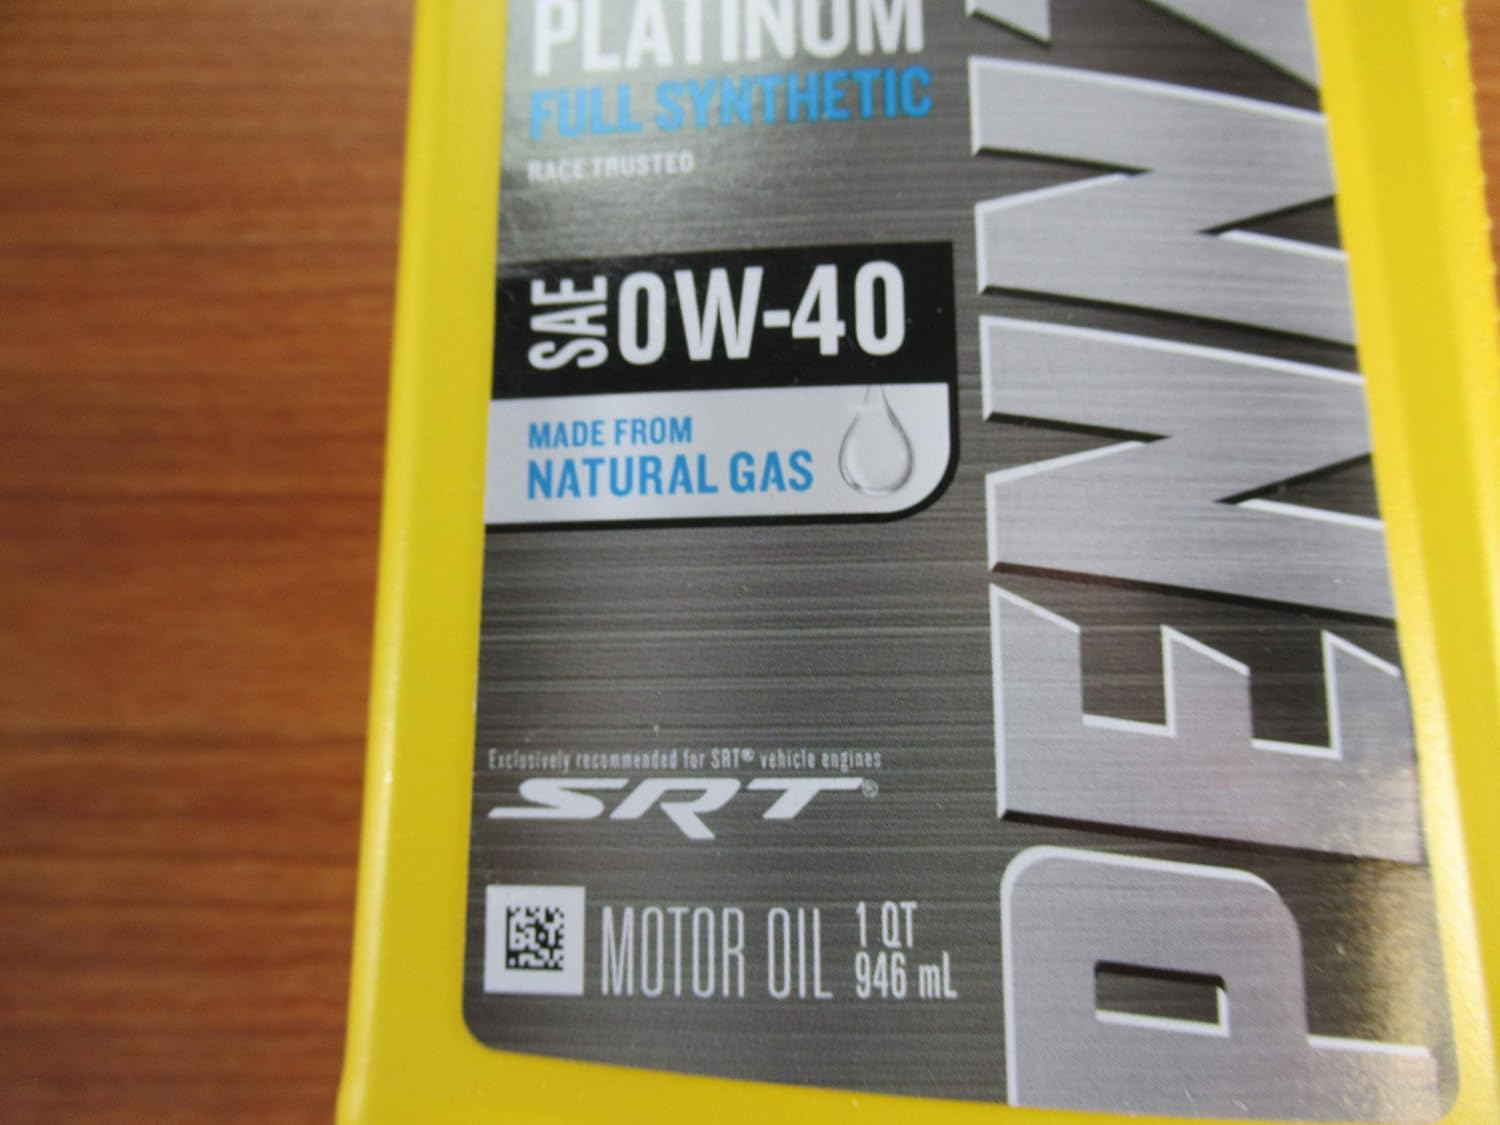 PLATINUM
FULL SYNTHETIC
RACE TRUSTED
SAE 0W-40
MADE FROM
NATURAL GAS
Exclusively recommended for SRT® vehicle engines
SRT®
MOTOR OIL 1 QT
946 mL
PENNZ